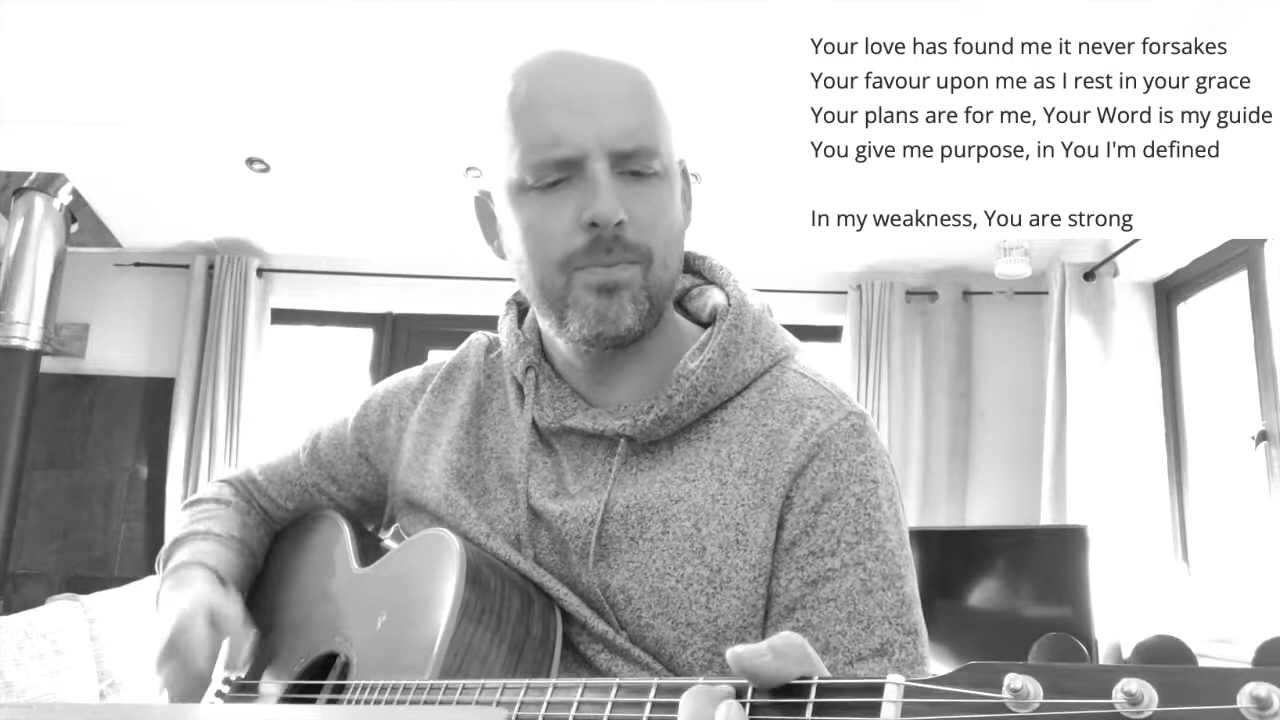 Your love has found me it never forsakes
Your favour upon me as I rest in your grace
Your plans are for me, Your Word is my guide
You give me purpose, in You I'm defined
In my weakness, You are strong